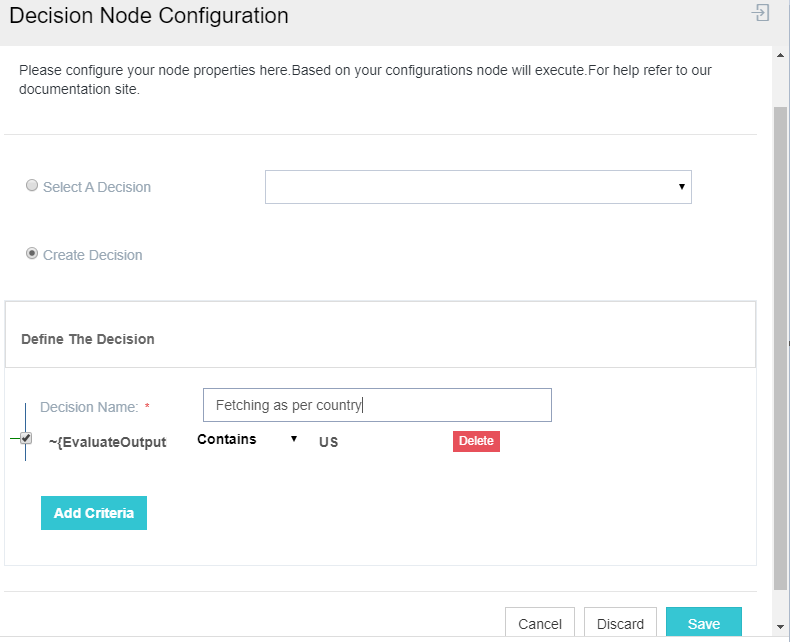 Decision Node Configuration
Please configure your node properties here.Based on your configurations node will execute.For help refer to our
documentation site.
Select A Decision
Create Decision
Define The Decision
Decision Name: *
Fetching as per country
~{EvaluateOutput Contains US Delete
Add Criteria
Cancel Discard Save